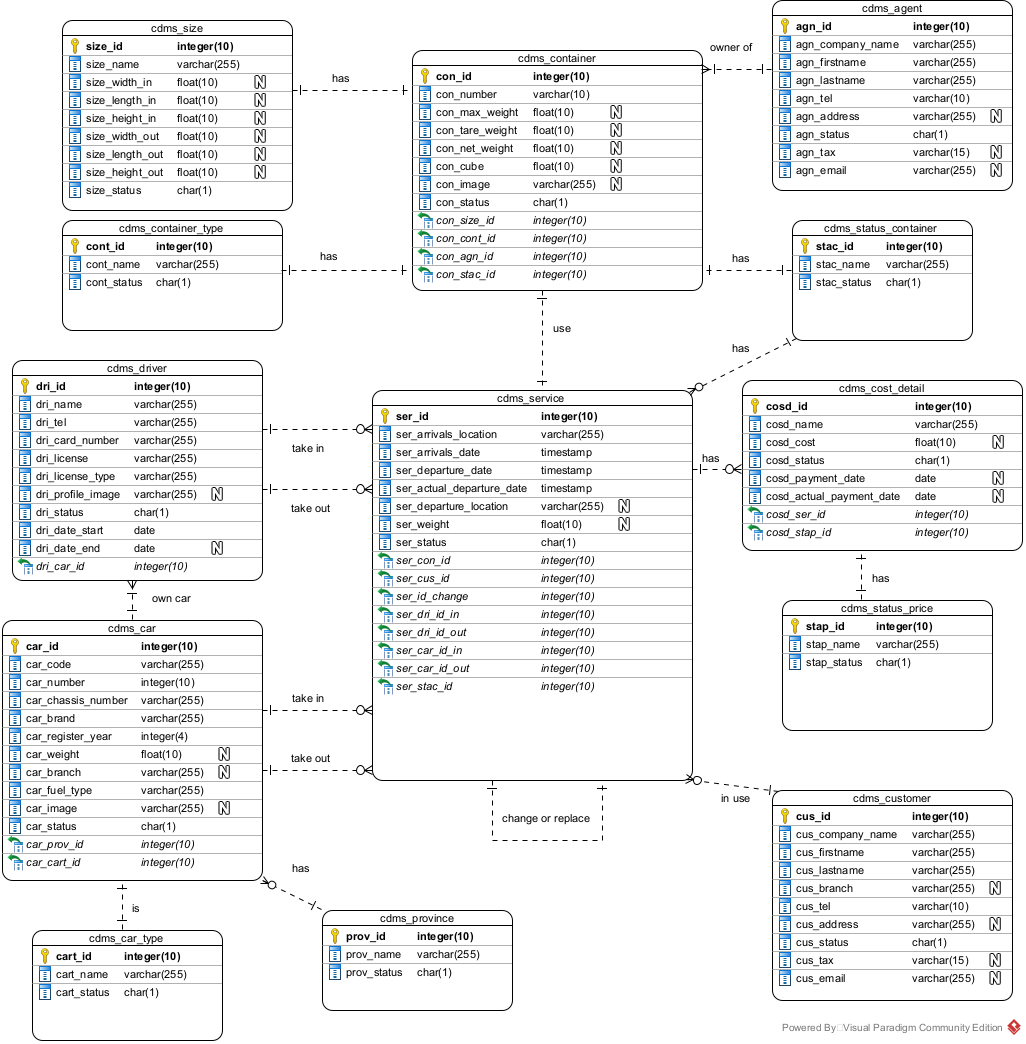 cdms_size
size_id integer(10)
size_name varchar(255)
size_width_in float(10) N
size_length_in float(10) N
size_height_in float(10) N
size_width_out float(10) N
size_length_out float(10) N
size_height_out float(10) N
size_status char(1)
has
cdms_container
con_id integer(10)
con_number varchar(10)
con_max_weight float(10) N
con_tare_weight float(10) N
con_net_weight float(10) N
con_cube float(10) N
con_image varchar(255) N
con_status char(1)
con_size_id integer(10)
con_cont_id integer(10)
con_agn_id integer(10)
con_stac_id integer(10)
owner of
cdms_agent
agn_id integer(10)
agn_company_name varchar(255)
agn_firstname varchar(255)
agn_lastname varchar(255)
agn_tel varchar(10)
agn_address varchar(255) N
agn_status char(1)
agn_tax varchar(15) N
agn_email varchar(255) N
cdms_container_type
cont_id integer(10)
cont_name varchar(255)
cont_status char(1)
has
has
cdms_status_container
stac_id integer(10)
stac_name varchar(255)
stac_status char(1)
use
has
cdms_driver
dri_id integer(10)
dri_name varchar(255)
dri_tel varchar(255)
dri_card_number varchar(255)
dri_license varchar(255)
dri_license_type varchar(255)
dri_profile_image varchar(255) N
dri_status char(1)
dri_date_start date
dri_date_end date N
dri_car_id integer(10)
take in
take out
cdms_service
ser_id integer(10)
ser_arrivals_location varchar(255)
ser_arrivals_date timestamp
ser_departure_date timestamp
ser_actual_departure_date timestamp
ser_departure_location varchar(255) N
ser_weight float(10) N
ser_status char(1)
ser_con_id integer(10)
ser_cus_id integer(10)
ser_id_change integer(10)
ser_dri_id_in integer(10)
ser_dri_id_out integer(10)
ser_car_id_in integer(10)
ser_car_id_out integer(10)
ser_stac_id integer(10)
has
cdms_cost_detail
cosd_id integer(10)
cosd_name varchar(255)
cosd_cost float(10) N
cosd_status char(1)
cosd_payment_date date N
cosd_actual_payment_date date N
cosd_ser_id integer(10)
cosd_stap_id integer(10)
has
cdms_status_price
stap_id integer(10)
stap_name varchar(255)
stap_status char(1)
own car
cdms_car
car_id integer(10)
car_code varchar(255)
car_number integer(10)
car_chassis_number varchar(255)
car_brand varchar(255)
car_register_year integer(4)
car_weight float(10) N
car_branch varchar(255) N
car_fuel_type varchar(255)
car_image varchar(255) N
car_status char(1)
car_prov_id integer(10)
car_cart_id integer(10)
take in
take out
change or replace
in use
cdms_customer
cus_id integer(10)
cus_company_name varchar(255)
cus_firstname varchar(255)
cus_lastname varchar(255)
cus_branch varchar(255) N
cus_tel varchar(10)
cus_address varchar(255) N
cus_status char(1)
cus_tax varchar(15) N
cus_email varchar(255) N
has
is
cdms_car_type
cart_id integer(10)
cart_name varchar(255)
cart_status char(1)
cdms_province
prov_id integer(10)
prov_name varchar(255)
prov_status char(1)
Powered By Visual Paradigm Community Edition